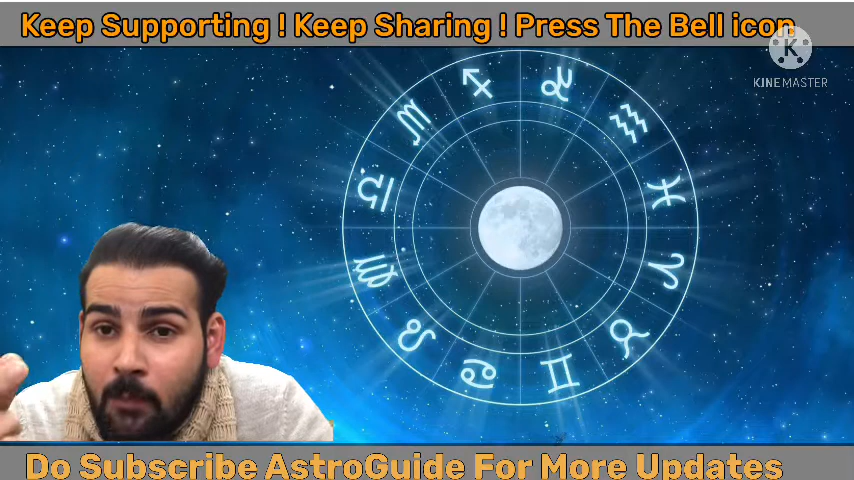 Keep Supporting ! Keep Sharing ! Press The Bell icon
K
KINEMASTER
Do Subscribe AstroGuide For More Updates